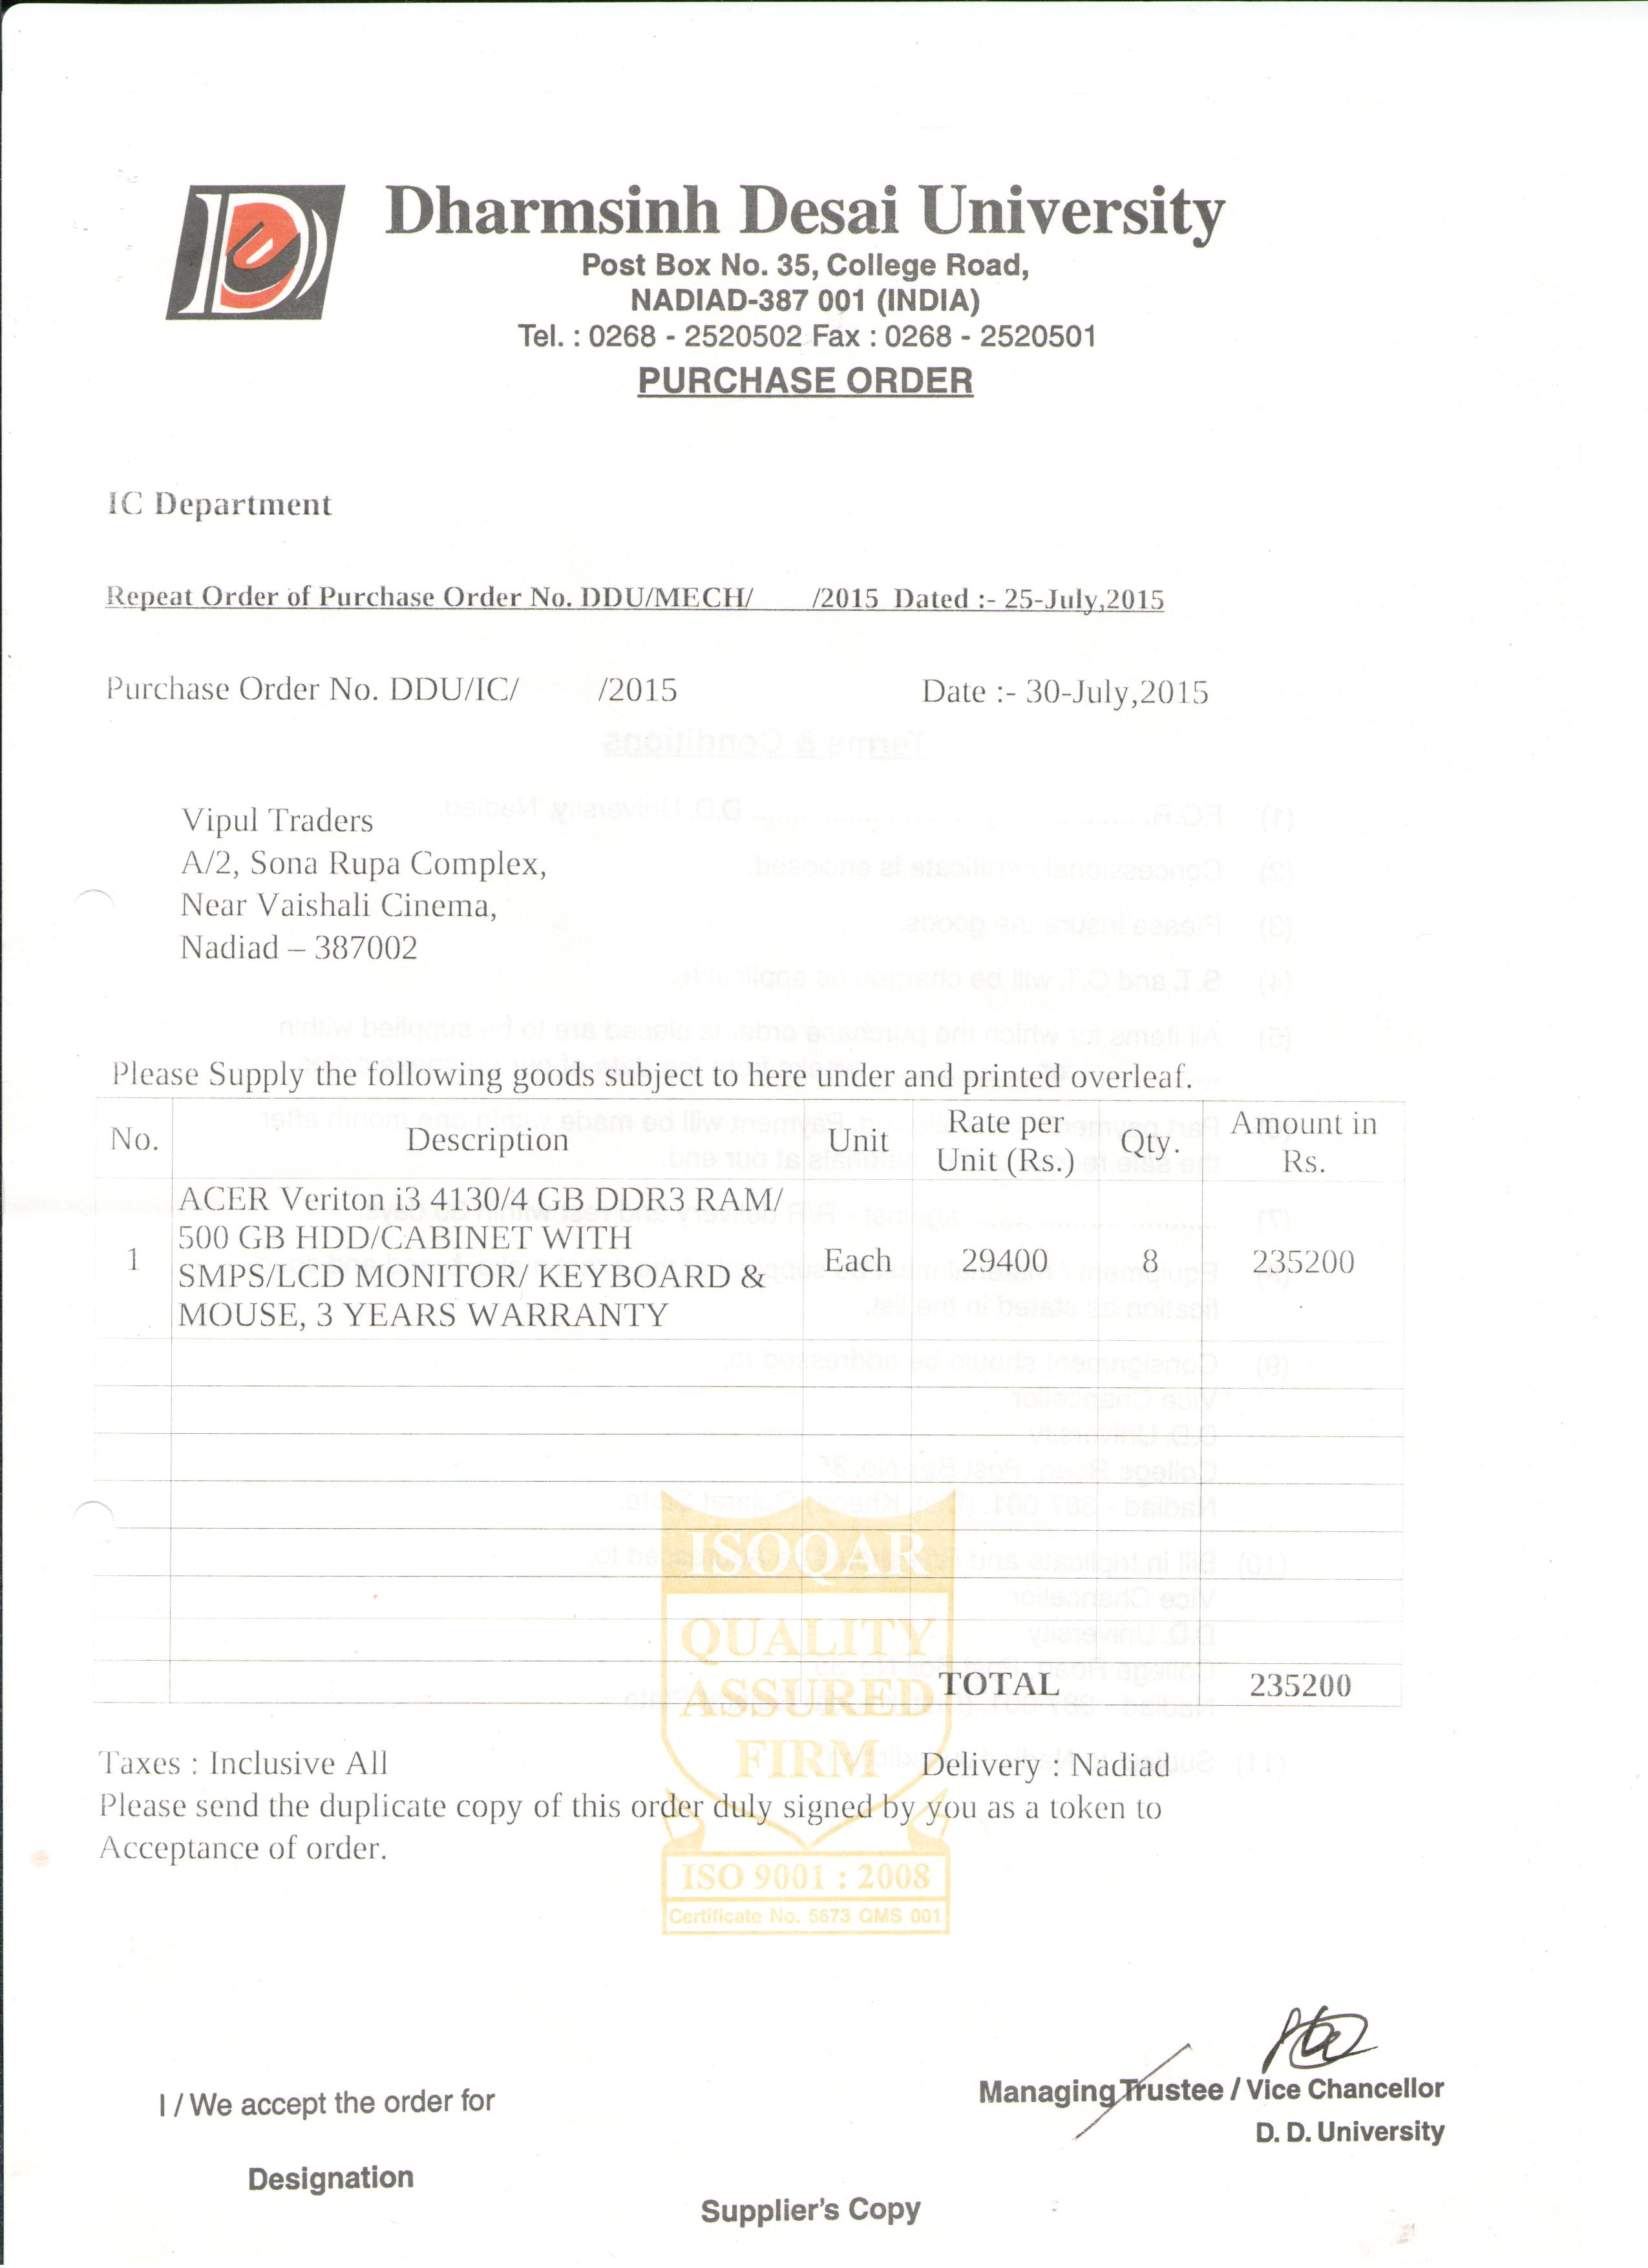 Dharmsinh Desai University
Post Box No. 35, College Road,
NADIAD-387 001 (INDIA)
Tel. : 0268 - 2520502 Fax : 0268 - 2520501
PURCHASE ORDER
IC Department
Repeat Order of Purchase Order No. DDU/MECH/ /2015 Dated :- 25-July,2015
Purchase Order No. DDU/IC/ /2015 Date :- 30-July,2015
Vipul Traders
A/2, Sona Rupa Complex,
Near Vaishali Cinema,
Nadiad – 387002
Please Supply the following goods subject to here under and printed overleaf.
No. Description Unit Rate per Unit (Rs.) Qty. Amount in Rs.
ACER Veriton i3 4130/4 GB DDR3 RAM/
500 GB HDD/CABINET WITH
1 SMPS/LCD MONITOR/ KEYBOARD & Each 29400 8 235200
MOUSE, 3 YEARS WARRANTY
TOTAL 235200
ISOQAR
QUALITY
ASSURED
FIRM
Taxes : Inclusive All Delivery : Nadiad
Please send the duplicate copy of this order duly signed by you as a token to
Acceptance of order.
ISO 9001 : 2008
Certificate No. 5673 QMS 001
I / We accept the order for
Managing Trustee / Vice Chancellor
D. D. University
Designation
Supplier's Copy